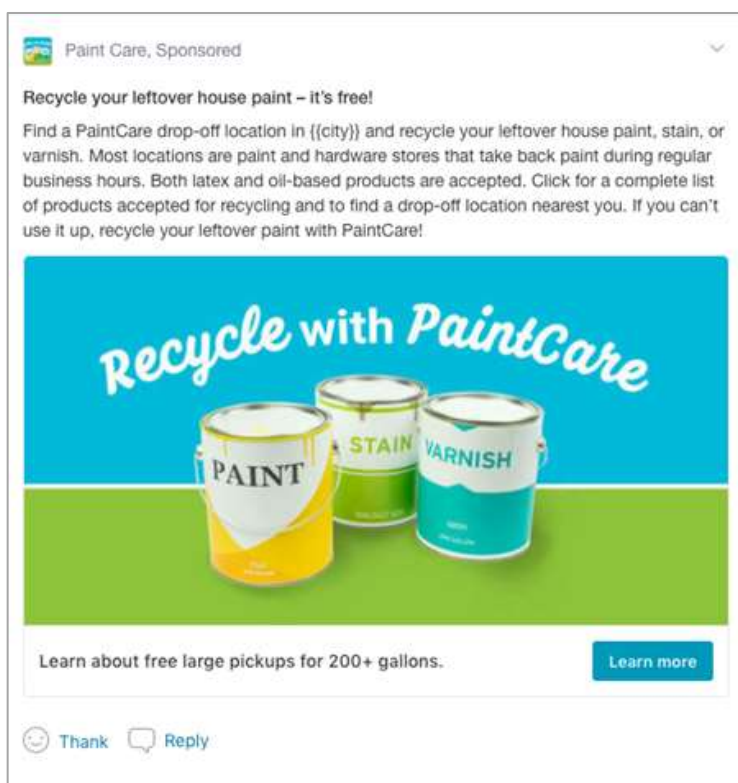 Paint Care, Sponsored
Recycle your leftover house paint – it's free!
Find a PaintCare drop-off location in {{city}} and recycle your leftover house paint, stain, or
varnish. Most locations are paint and hardware stores that take back paint during regular
business hours. Both latex and oil-based products are accepted. Click for a complete list
of products accepted for recycling and to find a drop-off location nearest you. If you can't
use it up, recycle your leftover paint with PaintCare!
Recycle with PaintCare
PAINT
STAIN
VARNISH
Learn about free large pickups for 200+ gallons.
Learn more
Thank
Reply